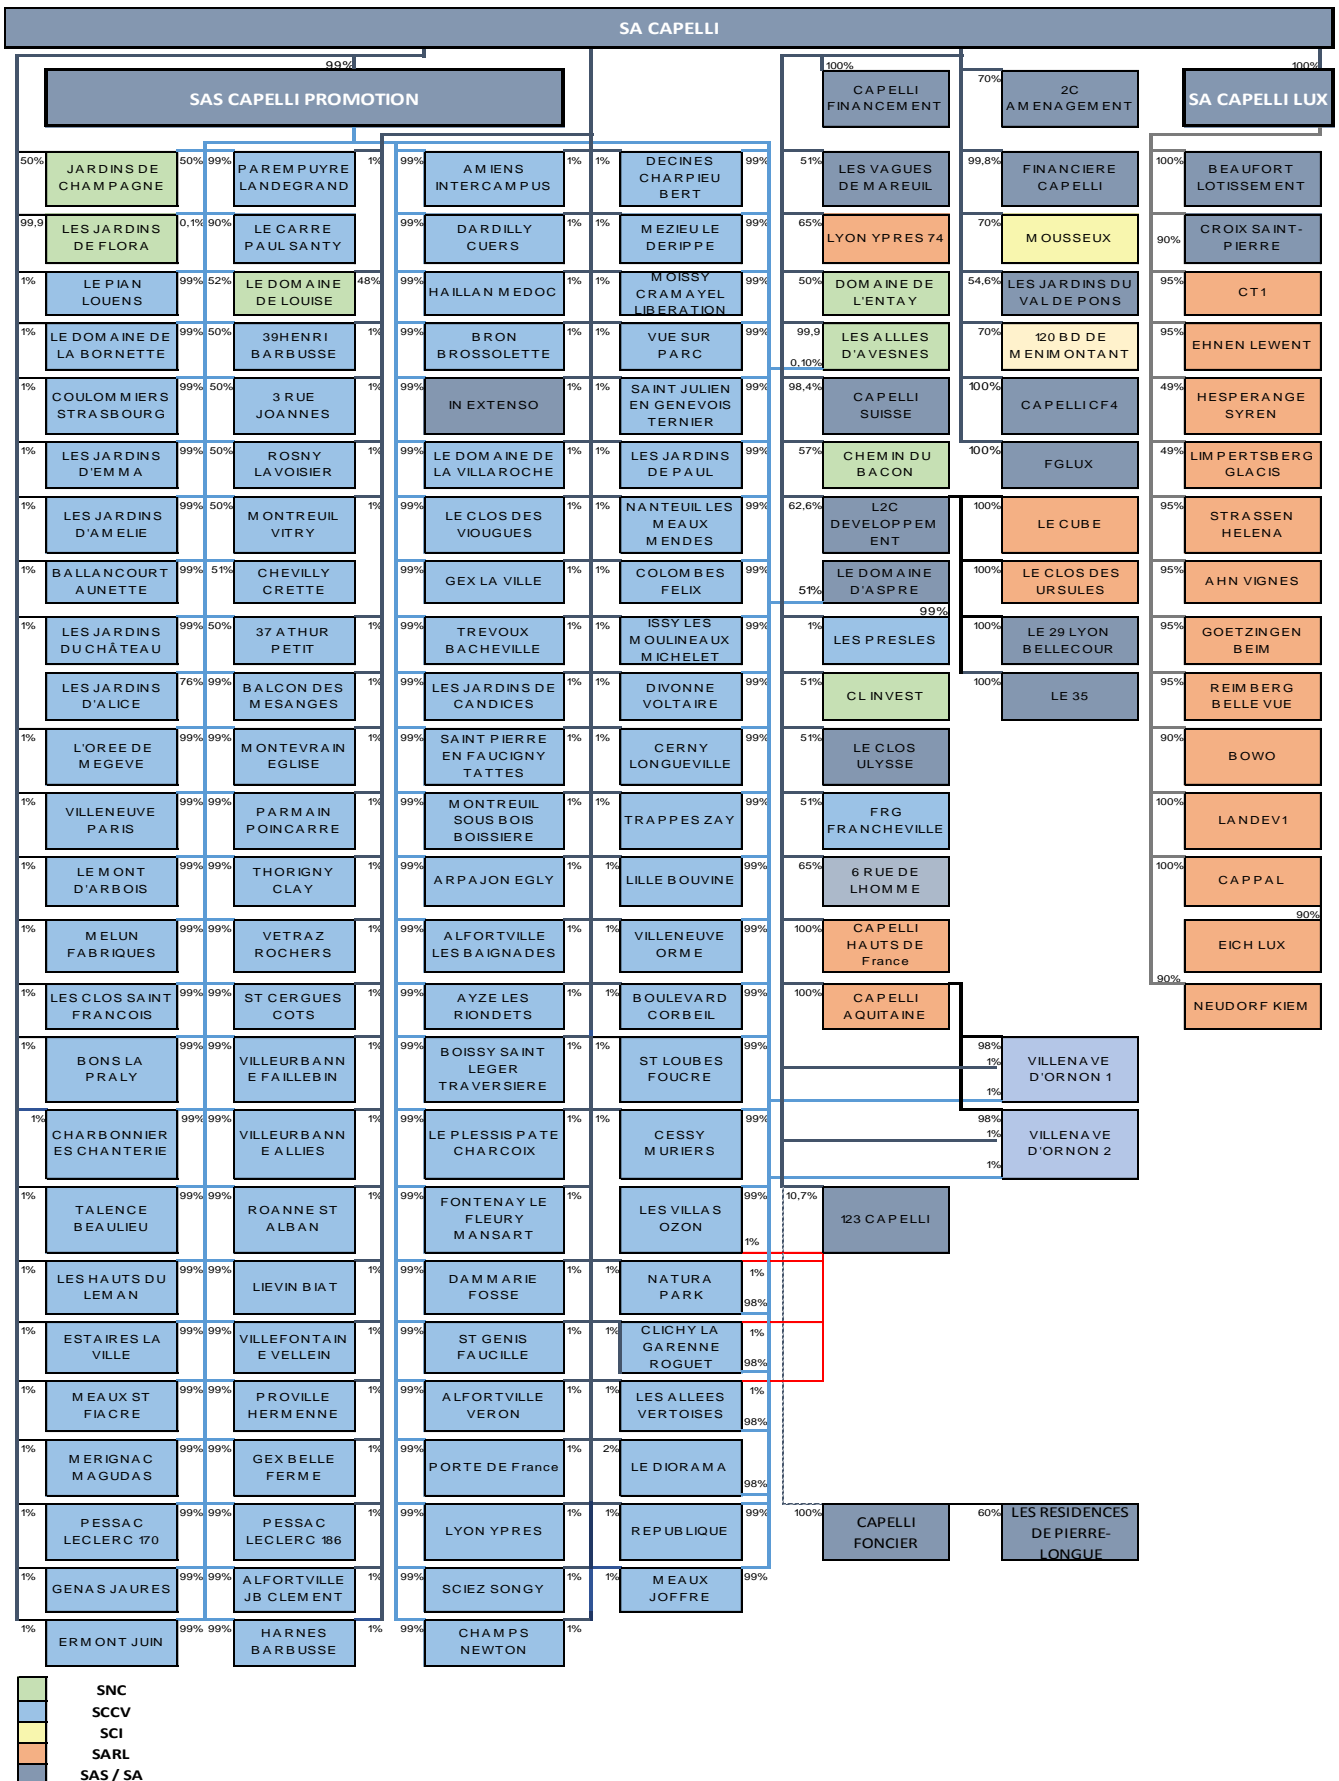 SA CAPELLI
99%
100%
70%
100%
SAS CAPELLI PROMOTION
CAPELLI
FINANCEMENT
2C
AMENAGEMENT
SA CAPELLI LUX
50%
JARDINS DE
CHAMPAGNE
50%
99%
PAREMPUYRE
LANDEGRAND
1%
99%
AMIENS
INTERCAMPUS
1%
1%
DECINES
CHARPIEU
BERT
99%
51%
LES VAGUES
DE MAREUIL
99,8%
FINANCIERE
CAPELLI
100%
BEAUFORT
LOTISSEMENT
99,9
LES JARDINS
DE FLORA
0,1%
90%
LE CARRE
PAUL SANTY
99%
DARDILLY
CUERS
1%
1%
MEZIEU LE
DERIPPE
99%
65%
LYON YPRES 74
70%
MOUSSEUX
90%
CROIX SAINT-
PIERRE
1%
LE PIAN
LOUENS
99%
52%
LE DOMAINE
DE LOUISE
48%
99%
HAILLAN MEDOC
1%
1%
MOISSY
CRAMAYEL
LIBERATION
99%
50%
DOMAINE DE
L'ENTAY
54,6%
LES JARDINS DU
VAL DE PONS
95%
CT1
1%
LE DOMAINE DE
LA BORNETTE
99%
50%
39HENRI
BARBUSSE
1%
99%
BRON
BROSSOLETTE
1%
1%
VUE SUR
PARC
99%
99,9
0,10%
LES ALLLES
D'AVESNES
70%
120 BD DE
MENIMONTANT
95%
EHNEN LEWENT
1%
COULOMMIERS
STRASBOURG
99%
50%
3 RUE
JOANNES
1%
99%
IN EXTENSO
1%
1%
SAINT JULIEN
EN GENEVOIS
TERNIER
99%
98,4%
CAPELLI
SUISSE
100%
CAPELLI CF4
49%
HESPERANGE
SYREN
1%
LES JARDINS
D'EMMA
99%
50%
ROSNY
LAVOISIER
1%
99%
LE DOMAINE DE
LA VILLAROCHE
1%
1%
LES JARDINS
DE PAUL
99%
57%
CHEMIN DU
BACON
100%
FGLUX
49%
LIMPERTSBERG
GLACIS
1%
LES JARDINS
D'AMELIE
99%
50%
MONTREUIL
VITRY
1%
99%
LE CLOS DES
VIOUGUES
1%
1%
NANTEUIL LES
MEAUX
MENDES
99%
62,6%
L2C
DEVELOPPEM
ENT
100%
LE CUBE
95%
STRASSEN
HELENA
1%
BALLANCOURT
AUNETTE
99%
51%
CHEVILLY
CRETTE
99%
GEX LA VILLE
1%
1%
COLOMBES
FELIX
99%
51%
LE DOMAINE
D'ASPRE
100%
LE CLOS DES
URSULES
95%
AHN VIGNES
99%
1%
LES JARDINS
DU CHÂTEAU
99%
50%
37 ATHUR
PETIT
1%
99%
TREVOUX
BACHEVILLE
1%
1%
ISSY LES
MOULINEAUX
MICHELET
99%
1%
LES PRESLES
100%
LE 29 LYON
BELLECOUR
95%
GOETZINGEN
BEIM
LES JARDINS
D'ALICE
76%
99%
BALCON DES
MESANGES
1%
99%
LES JARDINS DE
CANDICES
1%
1%
DIVONNE
VOLTAIRE
99%
51%
CL INVEST
100%
LE 35
95%
REIMBERG
BELLE VUE
1%
L'OREE DE
MEGEVE
99%
99%
MONTEVRAIN
EGLISE
1%
99%
SAINT PIERRE
EN FAUCIGNY
TATTES
1%
1%
CERNY
LONGUEVILLE
99%
51%
LE CLOS
ULYSSE
90%
BOWO
1%
VILLENEUVE
PARIS
99%
99%
PARMAIN
POINCARRE
1%
99%
MONTREUIL
SOUS BOIS
BOISSIERE
1%
1%
TRAPPES ZAY
99%
51%
FRG
FRANCHEVILLE
100%
LANDEV1
1%
LE MONT
D'ARBOIS
99%
99%
THORIGNY
CLAY
1%
99%
ARPAJON EGLY
1%
1%
LILLE BOUVINE
99%
65%
6 RUE DE
LHOMME
100%
CAPPAL
90%
1%
MELUN
FABRIQUES
99%
99%
VETRAZ
ROCHERS
1%
99%
ALFORTVILLE
LES BAIGNADES
1%
1%
VILLENEUVE
ORME
99%
100%
CAPELLI
HAUTS DE
France
EICH LUX
90%
1%
LES CLOS SAINT
FRANCOIS
99%
99%
ST CERGUES
COTS
1%
99%
AYZE LES
RIONDETS
1%
1%
BOULEVARD
CORBEIL
99%
100%
CAPELLI
AQUITAINE
NEUDORF KIEM
1%
BONS LA
PRALY
99%
99%
VILLEURBANN
E FAILLEBIN
1%
99%
BOISSY SAINT
LEGER
TRAVERSIERE
1%
1%
ST LOUBES
FOUCRE
99%
98%
1%
1%
VILLENAVE
D'ORNON 1
1%
CHARBONNIER
ES CHANTERIE
99%
99%
VILLEURBANN
E ALLIES
1%
99%
LE PLESSIS PATE
CHARCOIX
1%
1%
CESSY
MURIERS
99%
98%
1%
1%
VILLENAVE
D'ORNON 2
1%
TALENCE
BEAULIEU
99%
99%
ROANNE ST
ALBAN
1%
99%
FONTENAY LE
FLEURY
MANSART
1%
LES VILLAS
OZON
99%
1%
10,7%
123 CAPELLI
1%
LES HAUTS DU
LEMAN
99%
99%
LIEVIN BIAT
1%
99%
DAMMARIE
FOSSE
1%
1%
NATURA
PARK
1%
98%
1%
ESTAIRES LA
VILLE
99%
99%
VILLEFONTAIN
E VELLEIN
1%
99%
ST GENIS
FAUCILLE
1%
1%
CLICHY LA
GARENNE
ROGUET
1%
98%
1%
MEAUX ST
FIACRE
99%
99%
PROVILLE
HERMENNE
1%
99%
ALFORTVILLE
VERON
1%
1%
LES ALLEES
VERTOISES
1%
98%
1%
MERIGNAC
MAGUDAS
99%
99%
GEX BELLE
FERME
1%
99%
PORTE DE France
1%
2%
LE DIORAMA
98%
1%
PESSAC
LECLERC 170
99%
99%
PESSAC
LECLERC 186
1%
99%
LYON YPRES
1%
1%
REPUBLIQUE
99%
100%
CAPELLI
FONCIER
60%
LES RESIDENCES
DE PIERRE-
LONGUE
1%
GENAS JAURES
99%
99%
ALFORTVILLE
JB CLEMENT
1%
99%
SCIEZ SONGY
1%
1%
MEAUX
JOFFRE
99%
1%
ERMONT JUIN
99%
99%
HARNES
BARBUSSE
1%
99%
CHAMPS
NEWTON
1%
SNC
SCCV
SCI
SARL
SAS / SA